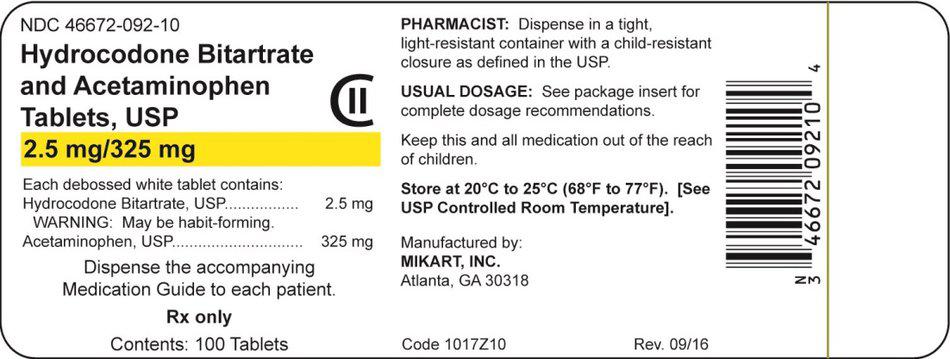 NDC 46672-092-10
Hydrocodone Bitartrate
and Acetaminophen
Tablets, USP
CII
2.5 mg/325 mg
Each debossed white tablet contains:
Hydrocodone Bitartrate, USP................. 2.5 mg
WARNING: May be habit-forming.
Acetaminophen, USP.............................. 325 mg
Dispense the accompanying
Medication Guide to each patient.
Rx only
Contents: 100 Tablets
PHARMACIST: Dispense in a tight,
light-resistant container with a child-resistant
closure as defined in the USP.
USUAL DOSAGE: See package insert for
complete dosage recommendations.
Keep this and all medication out of the reach
of children.
Store at 20°C to 25°C (68°F to 77°F). [See
USP Controlled Room Temperature].
Manufactured by:
MIKART, INC.
Atlanta, GA 30318
Code 1017Z10 Rev. 09/16
N
3 46672 09210 4